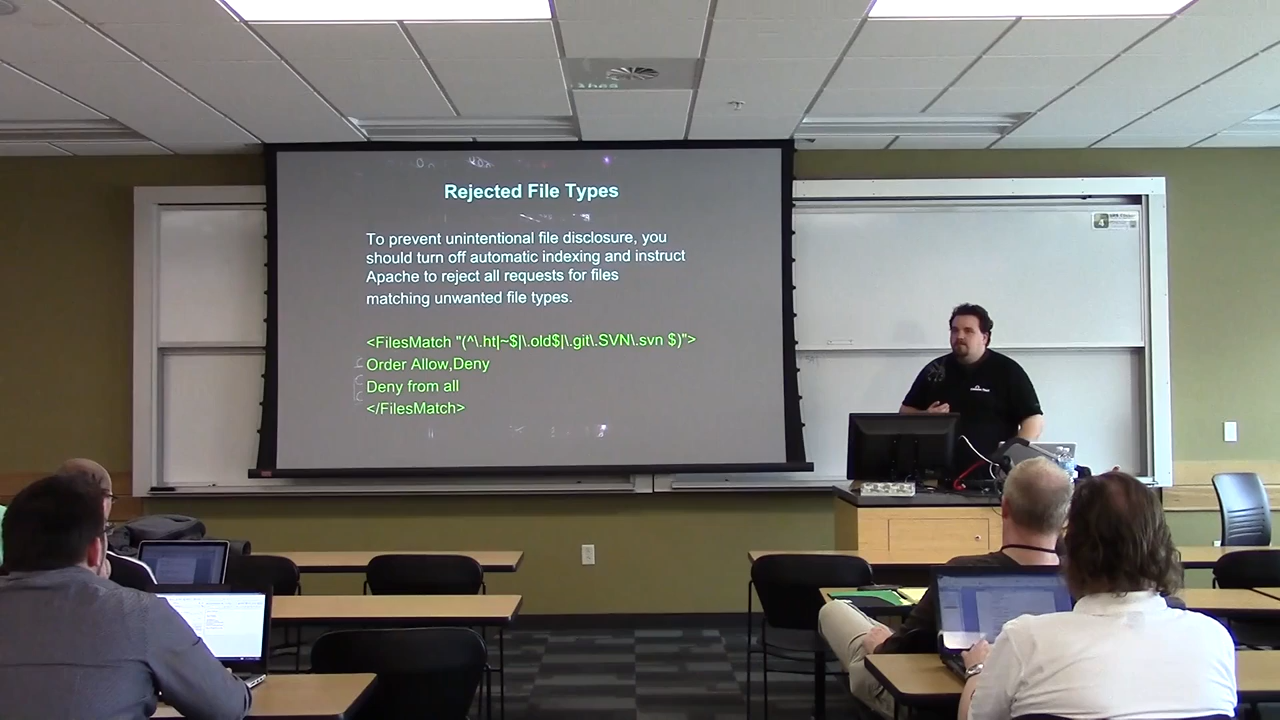 Rejected File Types
To prevent unintentional file disclosure, you
should turn off automatic indexing and instruct
Apache to reject all requests for files
matching unwanted file types.
<FilesMatch "(^\.ht|~$|\.old$|\.git\.SVN\.svn $)">
Order Allow,Deny
Deny from all
</FilesMatch>